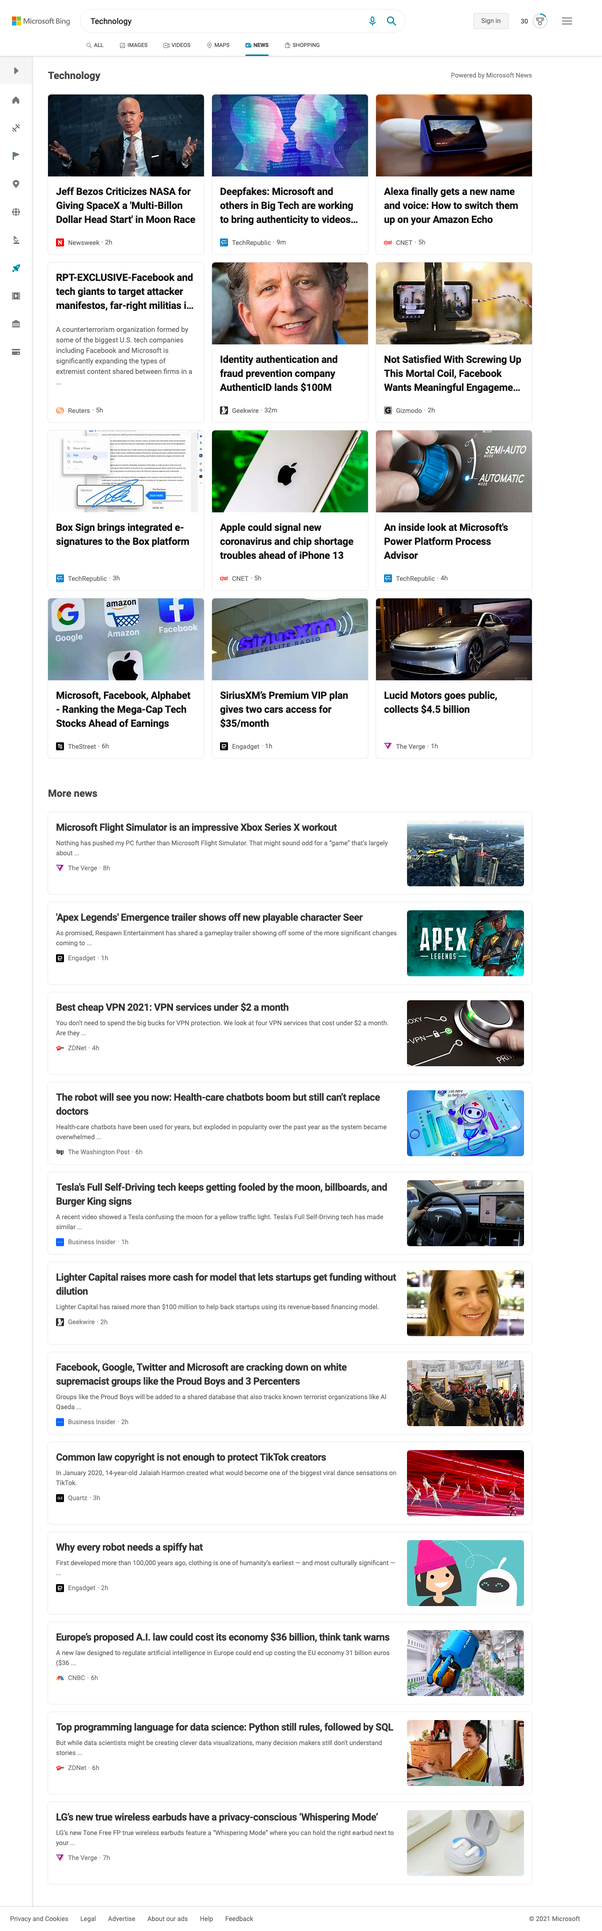 Microsoft Bing
Technology
Sign in
30
ALL
IMAGES
VIDEOS
MAPS
NEWS
SHOPPING
Technology
Powered by Microsoft News
Jeff Bezos Criticizes NASA for
Giving SpaceX a 'Multi-Billon
Dollar Head Start' in Moon Race
Newsweek · 2h
Deepfakes: Microsoft and
others in Big Tech are working
to bring authenticity to videos...
TechRepublic · 9m
Alexa finally gets a new name
and voice: How to switch them
up on your Amazon Echo
CNET · 5h
RPT-EXCLUSIVE-Facebook and
tech giants to target attacker
manifestos, far-right militias i...
A counterterrorism organization formed by
some of the biggest U.S. tech companies
including Facebook and Microsoft is
significantly expanding the types of
extremist content shared between firms in a
...
Reuters · 5h
Identity authentication and
fraud prevention company
AuthenticID lands $100M
Geekwire · 32m
Not Satisfied With Screwing Up
This Mortal Coil, Facebook
Wants Meaningful Engageme...
Gizmodo · 2h
Box Sign brings integrated e-
signatures to the Box platform
TechRepublic · 3h
Apple could signal new
coronavirus and chip shortage
troubles ahead of iPhone 13
CNET · 5h
SEMI-AUTO
MODE
AUTOMATIC
MODE
An inside look at Microsoft's
Power Platform Process
Advisor
TechRepublic · 4h
Google
amazon
Amazon
Facebook
Microsoft, Facebook, Alphabet
- Ranking the Mega-Cap Tech
Stocks Ahead of Earnings
TheStreet · 6h
siriusxm
SATELLITE RADIO
SiriusXM's Premium VIP plan
gives two cars access for
$35/month
Engadget · 1h
Lucid Motors goes public,
collects $4.5 billion
The Verge · 1h
More news
Microsoft Flight Simulator is an impressive Xbox Series X workout
Nothing has pushed my PC further than Microsoft Flight Simulator. That might sound odd for a "game" that's largely
about ...
The Verge · 8h
'Apex Legends' Emergence trailer shows off new playable character Seer
As promised, Respawn Entertainment has shared a gameplay trailer showing off some of the more significant changes
coming to ...
Engadget · 1h
APEX
LEGENDS
Best cheap VPN 2021: VPN services under $2 a month
You don't need to spend the big bucks for VPN protection. We look at four VPN services that cost under $2 a month.
Are they ...
ZDNet · 4h
OXY
VPN
PRI
The robot will see you now: Health-care chatbots boom but still can't replace
doctors
Health-care chatbots have been used for years, but exploded in popularity over the past year as the system became
overwhelmed ...
The Washington Post · 6h
Tesla's Full Self-Driving tech keeps getting fooled by the moon, billboards, and
Burger King signs
A recent video showed a Tesla confusing the moon for a yellow traffic light. Tesla's Full Self-Driving tech has made
similar ...
Business Insider · 1h
Lighter Capital raises more cash for model that lets startups get funding without
dilution
Lighter Capital has raised more than $100 million to help back startups using its revenue-based financing model.
Geekwire · 2h
Facebook, Google, Twitter and Microsoft are cracking down on white
supremacist groups like the Proud Boys and 3 Percenters
Groups like the Proud Boys will be added to a shared database that also tracks known terrorist organizations like Al
Qaeda ...
Business Insider · 2h
Common law copyright is not enough to protect TikTok creators
In January 2020, 14-year-old Jalaiah Harmon created what would become one of the biggest viral dance sensations on
TikTok.
Quartz · 3h
Why every robot needs a spiffy hat
First developed more than 100,000 years ago, clothing is one of humanity's earliest — and most culturally significant —
...
Engadget · 2h
Europe's proposed A.I. law could cost its economy $36 billion, think tank warns
A new law designed to regulate artificial intelligence in Europe could end up costing the EU economy 31 billion euros
($36 ...
CNBC · 6h
Top programming language for data science: Python still rules, followed by SQL
But while data scientists might be creating clever data visualizations, many decision makers still don't understand
stories ...
ZDNet · 6h
LG's new true wireless earbuds have a privacy-conscious 'Whispering Mode'
LG's new Tone Free FP true wireless earbuds feature a "Whispering Mode" where you can hold the right earbud next to
your ...
The Verge · 7h
Privacy and Cookies
Legal
Advertise
About our ads
Help
Feedback
© 2021 Microsoft